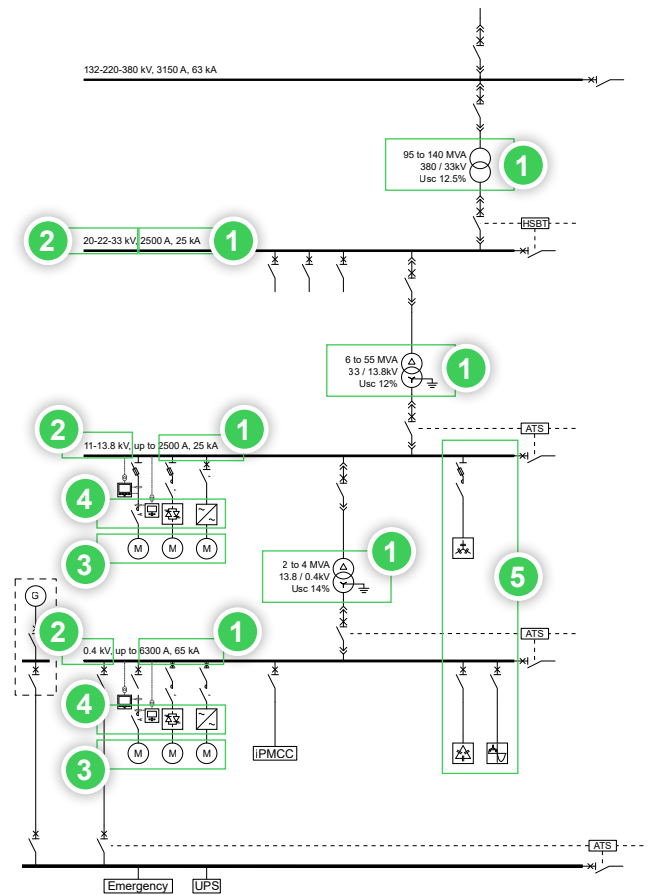 132-220-380 kV, 3150 A, 63 kA
95 to 140 MVA
380 / 33kV
Usc 12.5%
1
HSBT
2
20-22-33 kV, 2500 A, 25 kA
1
6 to 55 MVA
33 / 13.8kV
Usc 12%
1
ATS
2
11-13.8 kV, up to 2500 A, 25 kA
1
4
3
M
M
M
2 to 4 MVA
13.8 / 0.4kV
Usc 14%
1
5
G
ATS
2
0.4 kV, up to 6300 A, 65 kA
1
4
3
M
M
M
iPMCC
ATS
Emergency
UPS